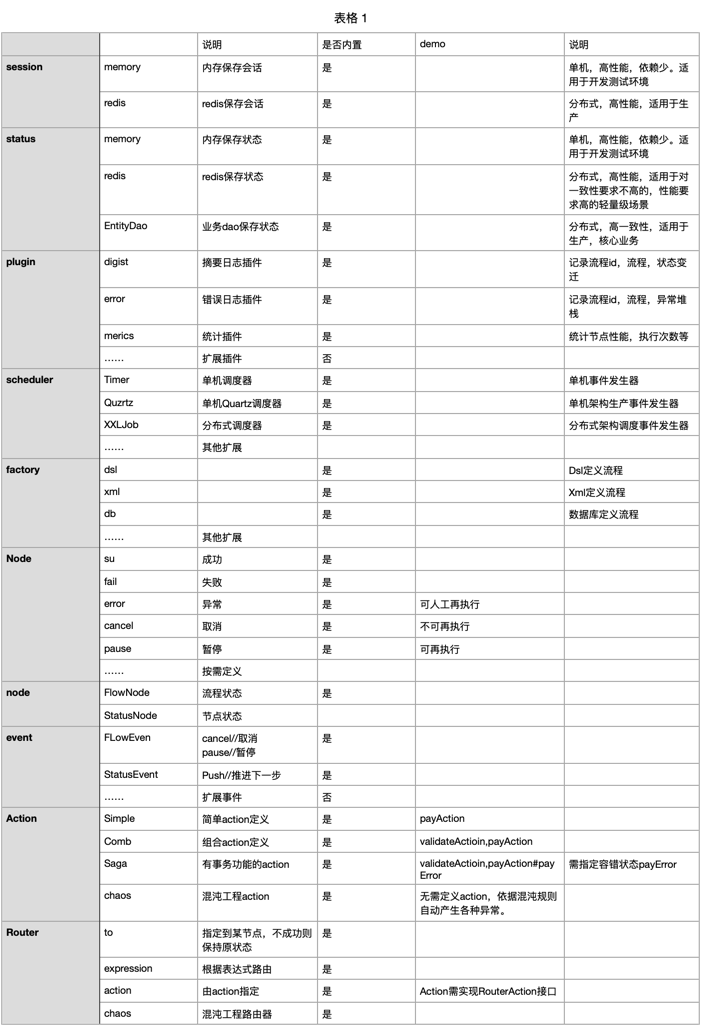 表格 1
说明 是否内置 demo 说明
session memory 内存保存会话 是 单机，高性能，依赖少。适
用于开发测试环境
redis redis保存会话 是 分布式，高性能，适用于生
产
status memory 内存保存状态 是 单机，高性能，依赖少。适
用于开发测试环境
redis redis保存状态 是 分布式，高性能，适用于对
一致性要求不高的，性能要
求高的轻量级场景
EntityDao 业务dao保存状态 是 分布式，高一致性，适用于
生产，核心业务
plugin digist 摘要日志插件 是 记录流程id，流程，状态变
迁
error 错误日志插件 是 记录流程id，流程，异常堆
栈
merics 统计插件 是 统计节点性能，执行次数等
…… 扩展插件 否
scheduler Timer 单机调度器 是 单机事件发生器
Quzrtz 单机Quartz调度器 是 单机架构生产事件发生器
XXLJob 分布式调度器 是 分布式架构调度事件发生器
…… 其他扩展
factory dsl 是 Dsl定义流程
xml 是 Xml定义流程
db 是 数据库定义流程
…… 其他扩展
Node su 成功 是
fail 失败 是
error 异常 是 可人工再执行
cancel 取消 是 不可再执行
pause 暂停 是 可再执行
…… 按需定义
node FlowNode 流程状态 是
StatusNode 节点状态
event FLowEven cancel//取消 是
pause//暂停
StatusEvent Push//推进下一步 是
…… 扩展事件 否
Action Simple 简单action定义 是 payAction
Comb 组合action定义 是 validateActioin,payAction
Saga 有事务功能的action 是 validateActioin,payAction#pay 需指定容错状态payError
Error
chaos 混沌工程action 是 无需定义action，依据混沌规则
自动产生各种异常。
Router to 指定到某节点，不成功则 是
保持原状态
expression 根据表达式路由 是
action 由action指定 是 Action需实现RouterAction接口
chaos 混沌工程路由器 是